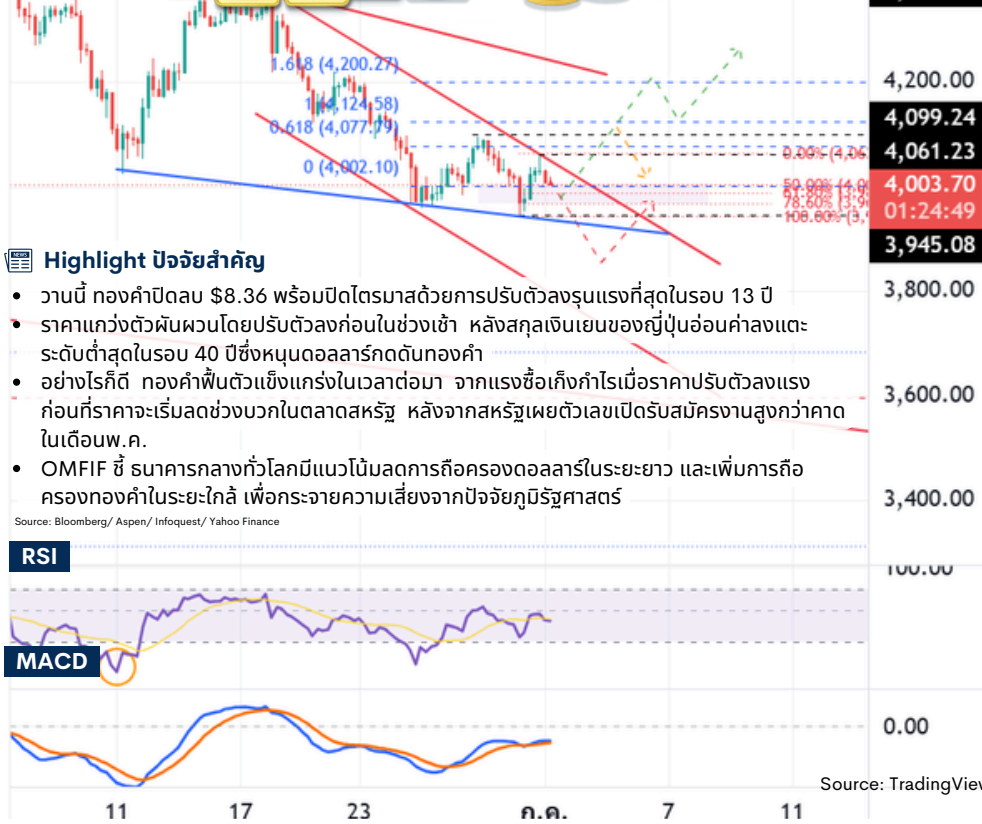 1.618 (4,200.27)
1 (4,124.58)
0.618 (4,077.79)
0 (4,002.10)
0.00%
50.00%
61.80%
78.60%
100.00%
4,200.00
4,099.24
4,061.23
4,003.70
01:24:49
3,945.08
3,800.00
3,600.00
3,400.00
NEWS
Highlight ปัจจัยสำคัญ
• วานนี้ ทองคำปิดลบ $8.36 พร้อมปิดไตรมาสด้วยการปรับตัวลงรุนแรงที่สุดในรอบ 13 ปี
• ราคาแกว่งตัวผันผวนโดยปรับตัวลงก่อนในช่วงเช้า หลังสกุลเงินเยนของญี่ปุ่นอ่อนค่าลงแตะ
ระดับต่ำสุดในรอบ 40 ปีซึ่งหนุนดอลลาร์กดดันทองคำ
• อย่างไรก็ดี ทองคำฟื้นตัวแข็งแกร่งในเวลาต่อมา จากแรงซื้อเก็งกำไรเมื่อราคาปรับตัวลงแรง
ก่อนที่ราคาจะเริ่มลดช่วงบวกในตลาดสหรัฐ หลังจากสหรัฐเผยตัวเลขเปิดรับสมัครงานสูงกว่าคาด
ในเดือนพ.ค.
• OMFIF ชี้ ธนาคารกลางทั่วโลกมีแนวโน้มลดการถือครองดอลลาร์ในระยะยาว และเพิ่มการถือ
ครองทองคำในระยะใกล้ เพื่อกระจายความเสี่ยงจากปัจจัยภูมิรัฐศาสตร์
Source: Bloomberg/ Aspen/ Infoquest/ Yahoo Finance
RSI
100.00
MACD
0.00
Source: TradingView
11 17 23 ก.ค. 7 11